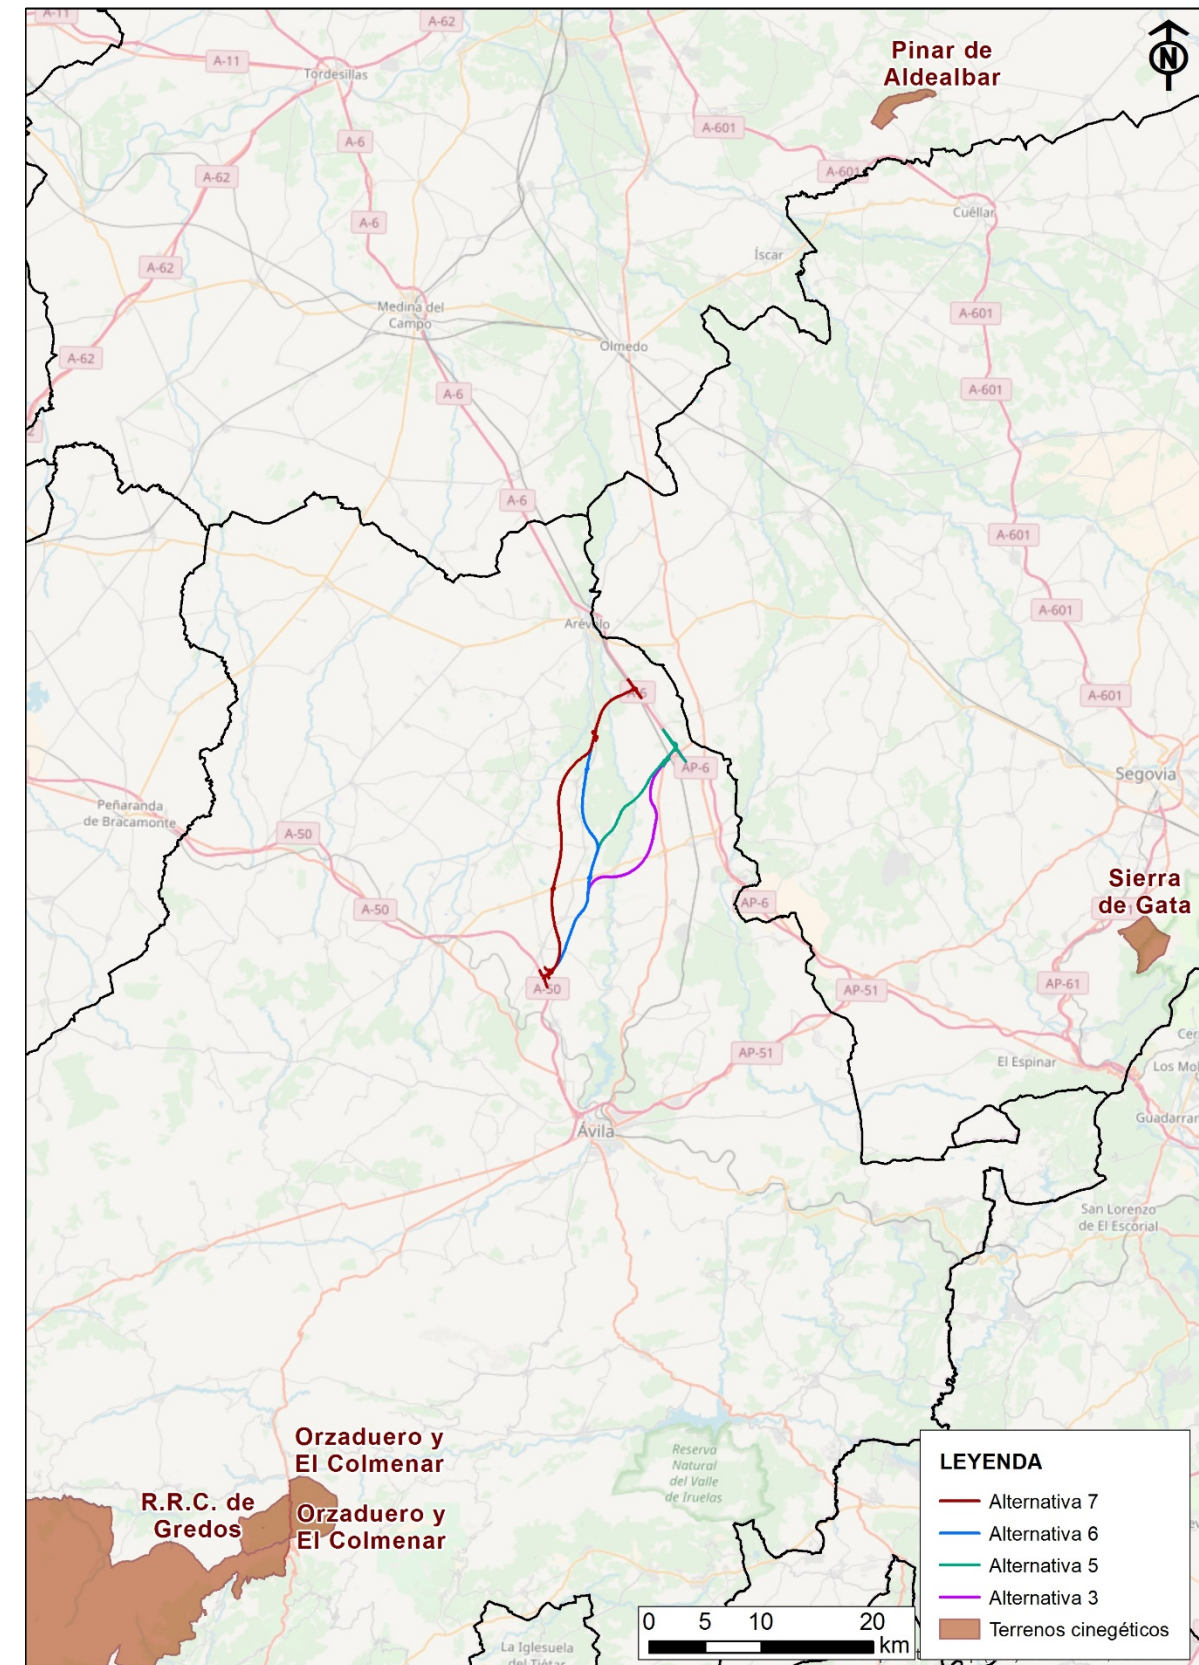 A-11
A-62
N
Pinar de
Aldealbar
A-11
Tordesillas
A-6
A-601
A-62
A-601
A-6
Cuéllar
Íscar
A-62
Medina del
Campo
A-601
Olmedo
A-62
A-6
A-601
A-6
A-601
A-601
Arévalo
A-6
A-601
AP-6
Segovia
Peñaranda
de Bracamonte
A-50
Sierra
de Gata
A-50
AP-6
A-50
AP-51
AP-61
AP-51
El Espinar
Ávila
San Lorenzo
de El Escorial
Orzaduero y
El Colmenar
Reserva
Natural
del Valle
de Iruelas
R.R.C. de
Gredos
Orzaduero y
El Colmenar
LEYENDA
Alternativa 7
Alternativa 6
Alternativa 5
Alternativa 3
Terrenos cinegéticos
0 5 10 20
km
La Iglesuela
del Tiétar